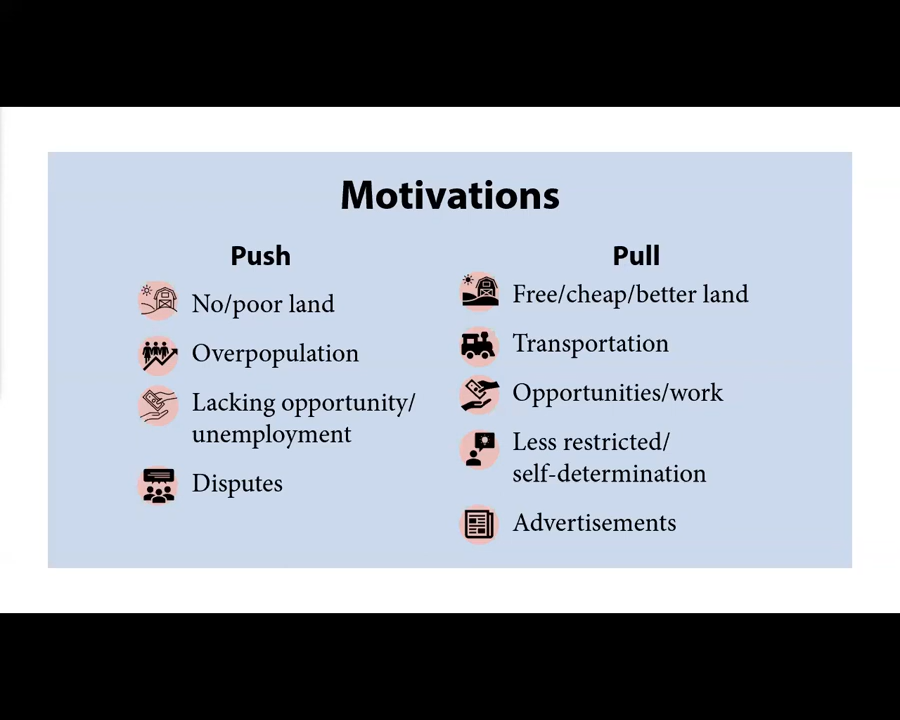 Motivations
Push
No/poor land
Overpopulation
Lacking opportunity/
unemployment
Disputes
Pull
Free/cheap/better land
Transportation
Opportunities/work
Less restricted/
self-determination
Advertisements